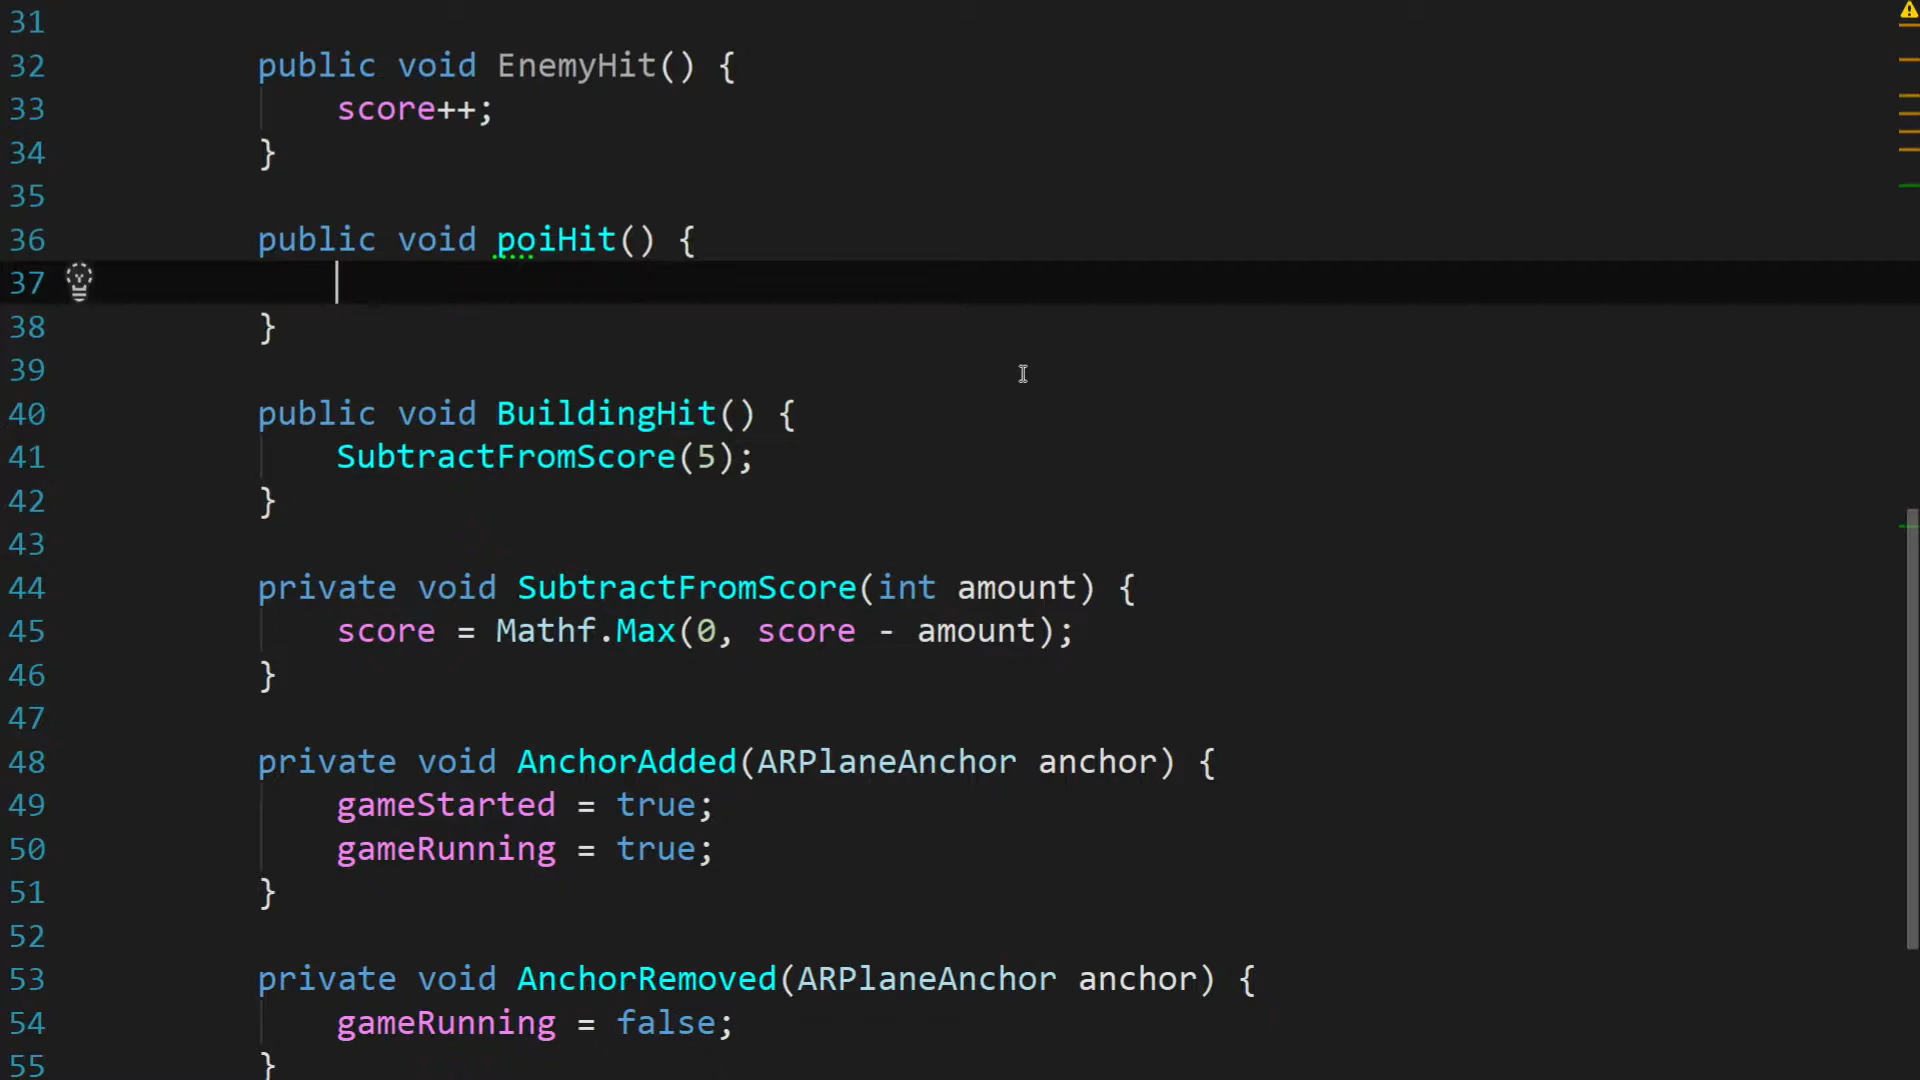 31
32 public void EnemyHit() {
33 score++;
34 }
35
36 public void poiHit() {
37
38 }
39
40 public void BuildingHit() {
41 SubtractFromScore(5);
42 }
43
44 private void SubtractFromScore(int amount) {
45 score = Mathf.Max(0, score - amount);
46 }
47
48 private void AnchorAdded(ARPlaneAnchor anchor) {
49 gameStarted = true;
50 gameRunning = true;
51 }
52
53 private void AnchorRemoved(ARPlaneAnchor anchor) {
54 gameRunning = false;
55 }